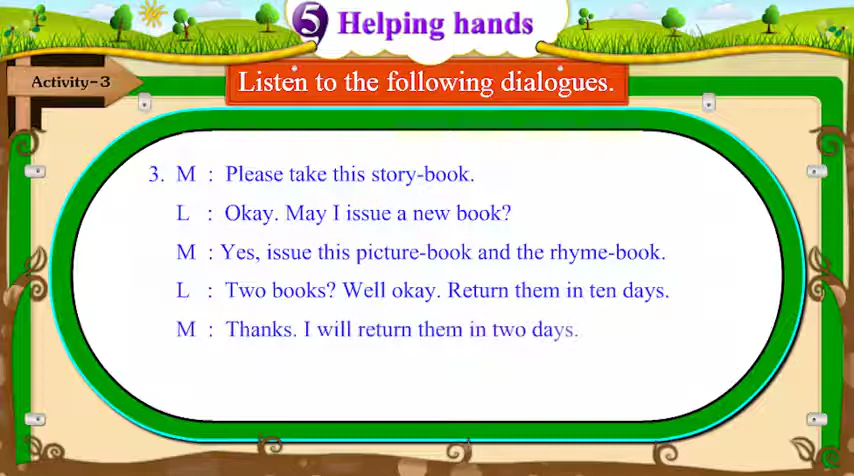 5 Helping hands
Activity-3
Listen to the following dialogues.
3. M : Please take this story-book.
L : Okay. May I issue a new book?
M : Yes, issue this picture-book and the rhyme-book.
L : Two books? Well okay. Return them in ten days.
M : Thanks. I will return them in two days.